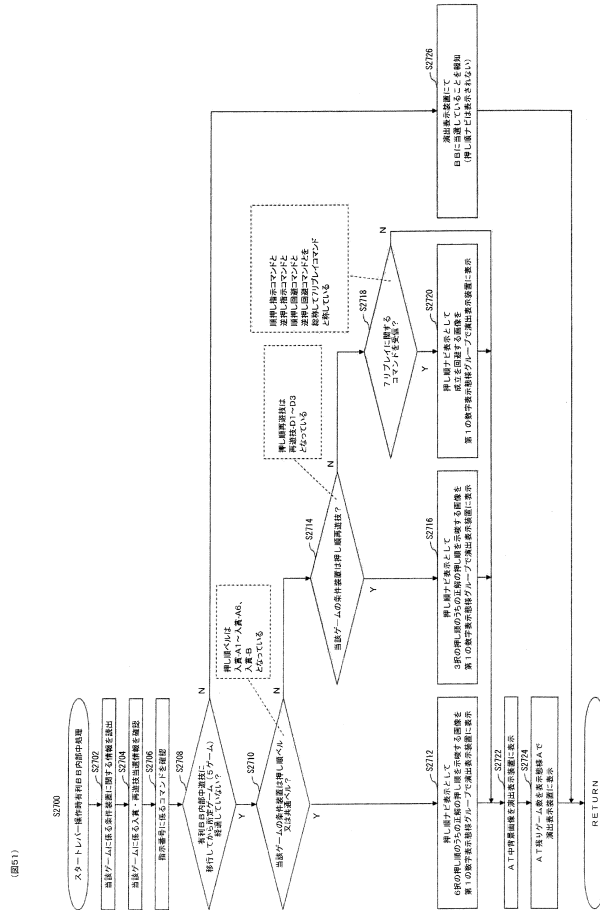 (図51)
S2700
スタートレバー操作時有利BB内部中処理
S2702
当該ゲームに係る条件装置に関する情報を読出
S2704
当該ゲームに係る入賞・再遊技当選情報を確認
S2706
指示番号に係るコマンドを確認
S2708
有利BB内部中遊技に
移行してから所定ゲーム(5ゲーム)
経過していない?
N
Y
押し順ベルは
入賞-A1~入賞-A6、
入賞-B
となっている
S2710
当該ゲームの条件装置は押し順ベル
又は共通ベル?
N
Y
S2712
押し順ナビ表示として
6択の押し順のうちの正解の押し順を示唆する画像を
第1の数字表示態様グループで演出表示装置に表示
押し順再遊技は
再遊技-D1~D3
となっている
S2714
当該ゲームの条件装置は押し順再遊技?
N
Y
S2716
押し順ナビ表示として
3択の押し順のうちの正解の押し順を示唆する画像を
第1の数字表示態様グループで演出表示装置に表示
順押し指示コマンドと
逆押し指示コマンドと
順押し回避コマンドと
逆押し回避コマンドとを
総称して7リプレイコマンド
と称している
S2718
7リプレイに関する
コマンドを受信?
N
Y
S2720
押し順ナビ表示として
成立を回避する画像を
第1の数字表示態様グループで演出表示装置に表示
S2722
AT中背景画像を演出表示装置に表示
S2724
AT残りゲーム数を表示態様Aで
演出表示装置に表示
S2726
演出表示装置にて
BBに当選していることを報知
(押し順ナビは表示されない)
RETURN